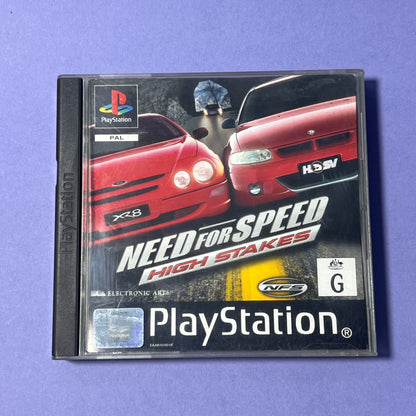 PlayStation
PAL
PlayStation
XR8
HSV
NEED FOR SPEED
HIGH STAKES
ELECTRONIC ARTS
NFS
G
PlayStation®